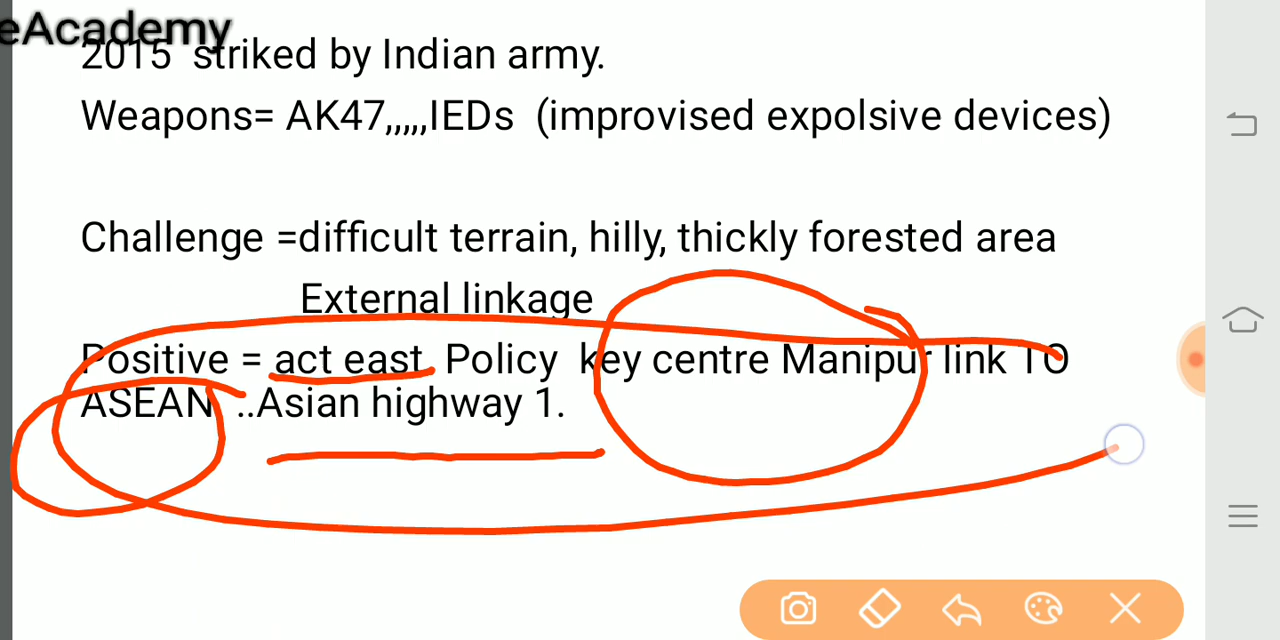 eAcademy
2015 striked by Indian army.
Weapons= AK47,,,,,IEDs (improvised expolsive devices)
Challenge =difficult terrain, hilly, thickly forested area
External linkage
Positive = act east Policy key centre Manipur link TO
ASEAN ..Asian highway 1.